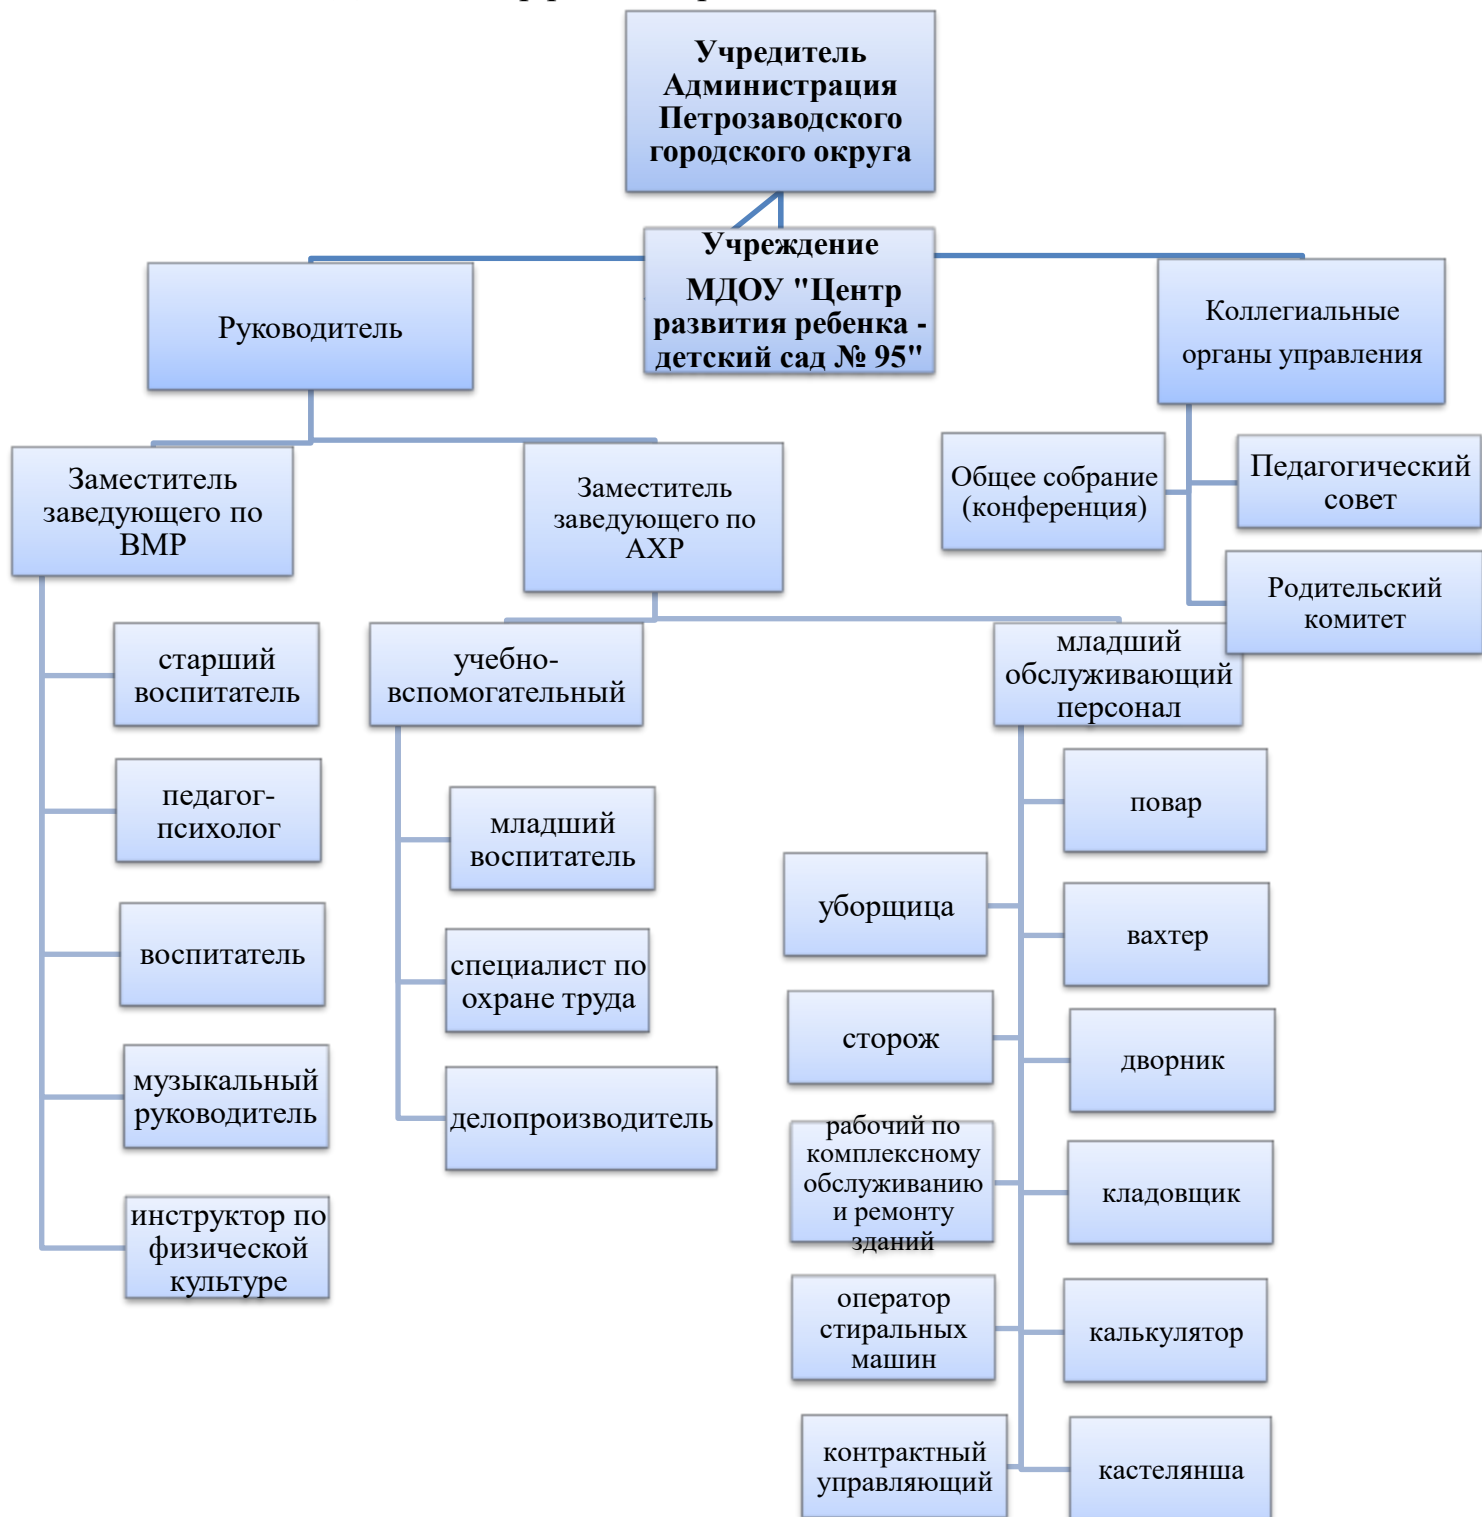 Учредитель
Администрация
Петрозаводского
городского округа
Учреждение
МДОУ "Центр
развития ребенка -
детский сад № 95"
Руководитель
Коллегиальные
органы управления
Заместитель
заведующего по
ВМР
Заместитель
заведующего по
АХР
Общее собрание
(конференция)
Педагогический
совет
Родительский
комитет
старший
воспитатель
педагог-
психолог
воспитатель
музыкальный
руководитель
инструктор по
физической
культуре
учебно-
вспомогательный
младший
воспитатель
специалист по
охране труда
делопроизводитель
младший
обслуживающий
персонал
повар
уборщица
вахтер
сторож
дворник
рабочий по
комплексному
обслуживанию
и ремонту
зданий
кладовщик
оператор
стиральных
машин
калькулятор
контрактный
управляющий
кастелянша